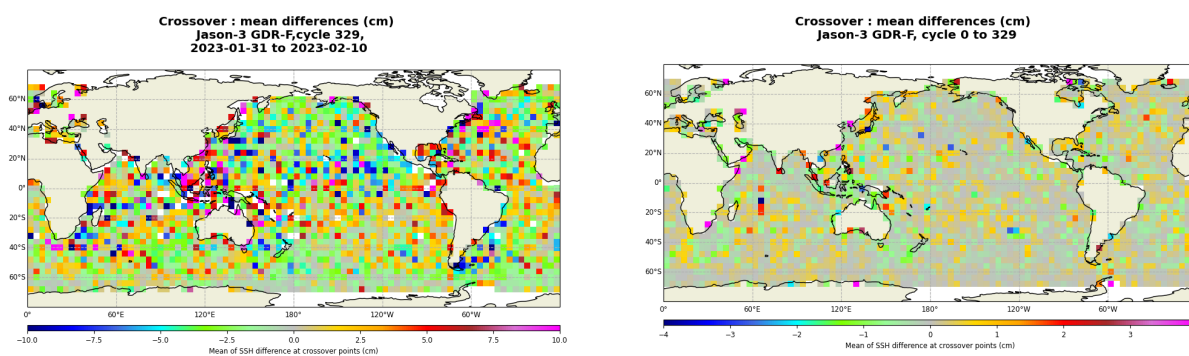 Crossover : mean differences (cm)
Jason-3 GDR-F,cycle 329,
2023-01-31 to 2023-02-10
60°N
40°N
20°N
0°
20°S
40°S
60°S
0° 60°E 120°E 180° 120°W 60°W
−10.0 −7.5 −5.0 −2.5 0.0 2.5 5.0 7.5 10.0
Mean of SSH difference at crossover points (cm)
Crossover : mean differences (cm)
Jason-3 GDR-F, cycle 0 to 329
60°N
40°N
20°N
0°
20°S
40°S
60°S
0° 60°E 120°E 180° 120°W 60°W
−4 −3 −2 −1 0 1 2 3
Mean of SSH difference at crossover points (cm)